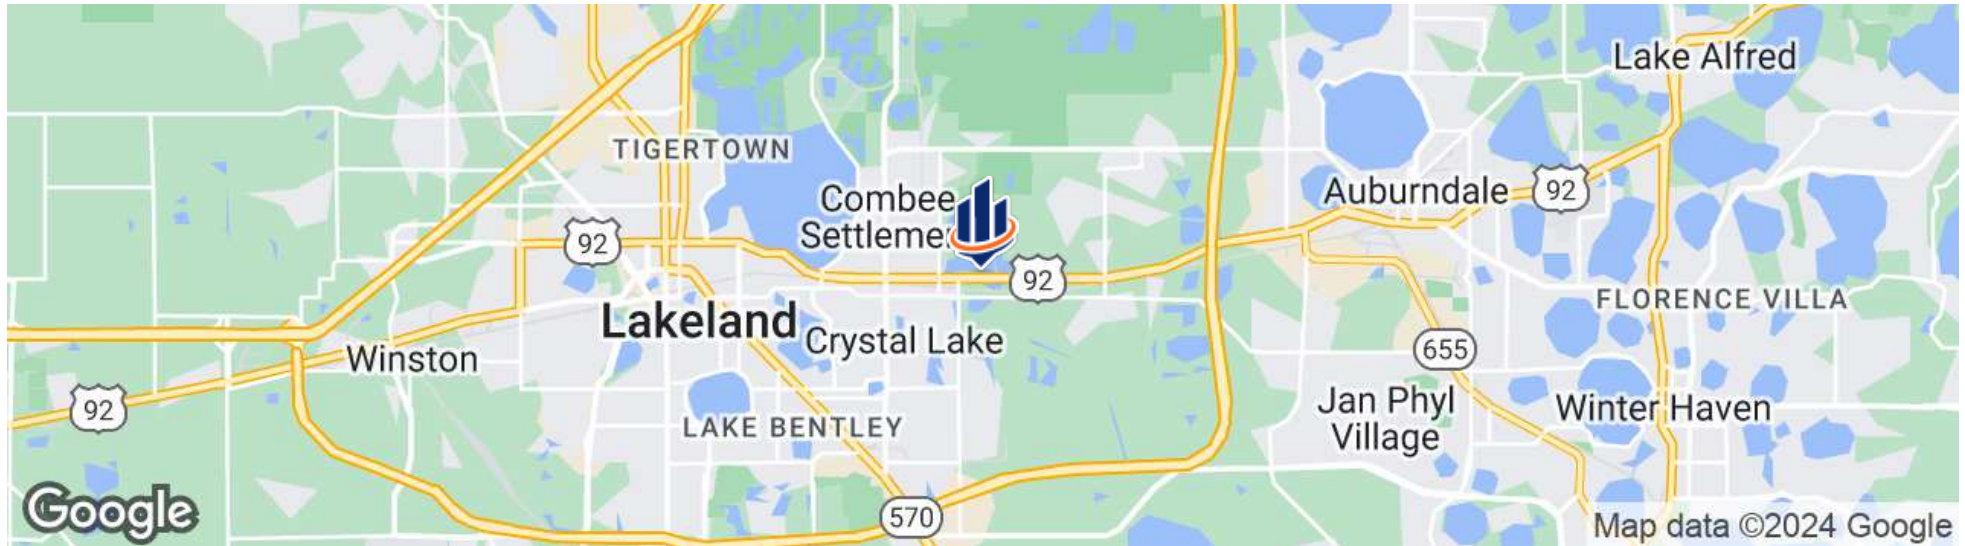 Lake Alfred
TIGERTOWN
Combee
Settleme
Auburndale
92
92
92
FLORENCE VILLA
Lakeland
Crystal Lake
Winston
655
92
Jan Phyl
Village
Winter Haven
LAKE BENTLEY
570
Google
Map data ©2024 Google